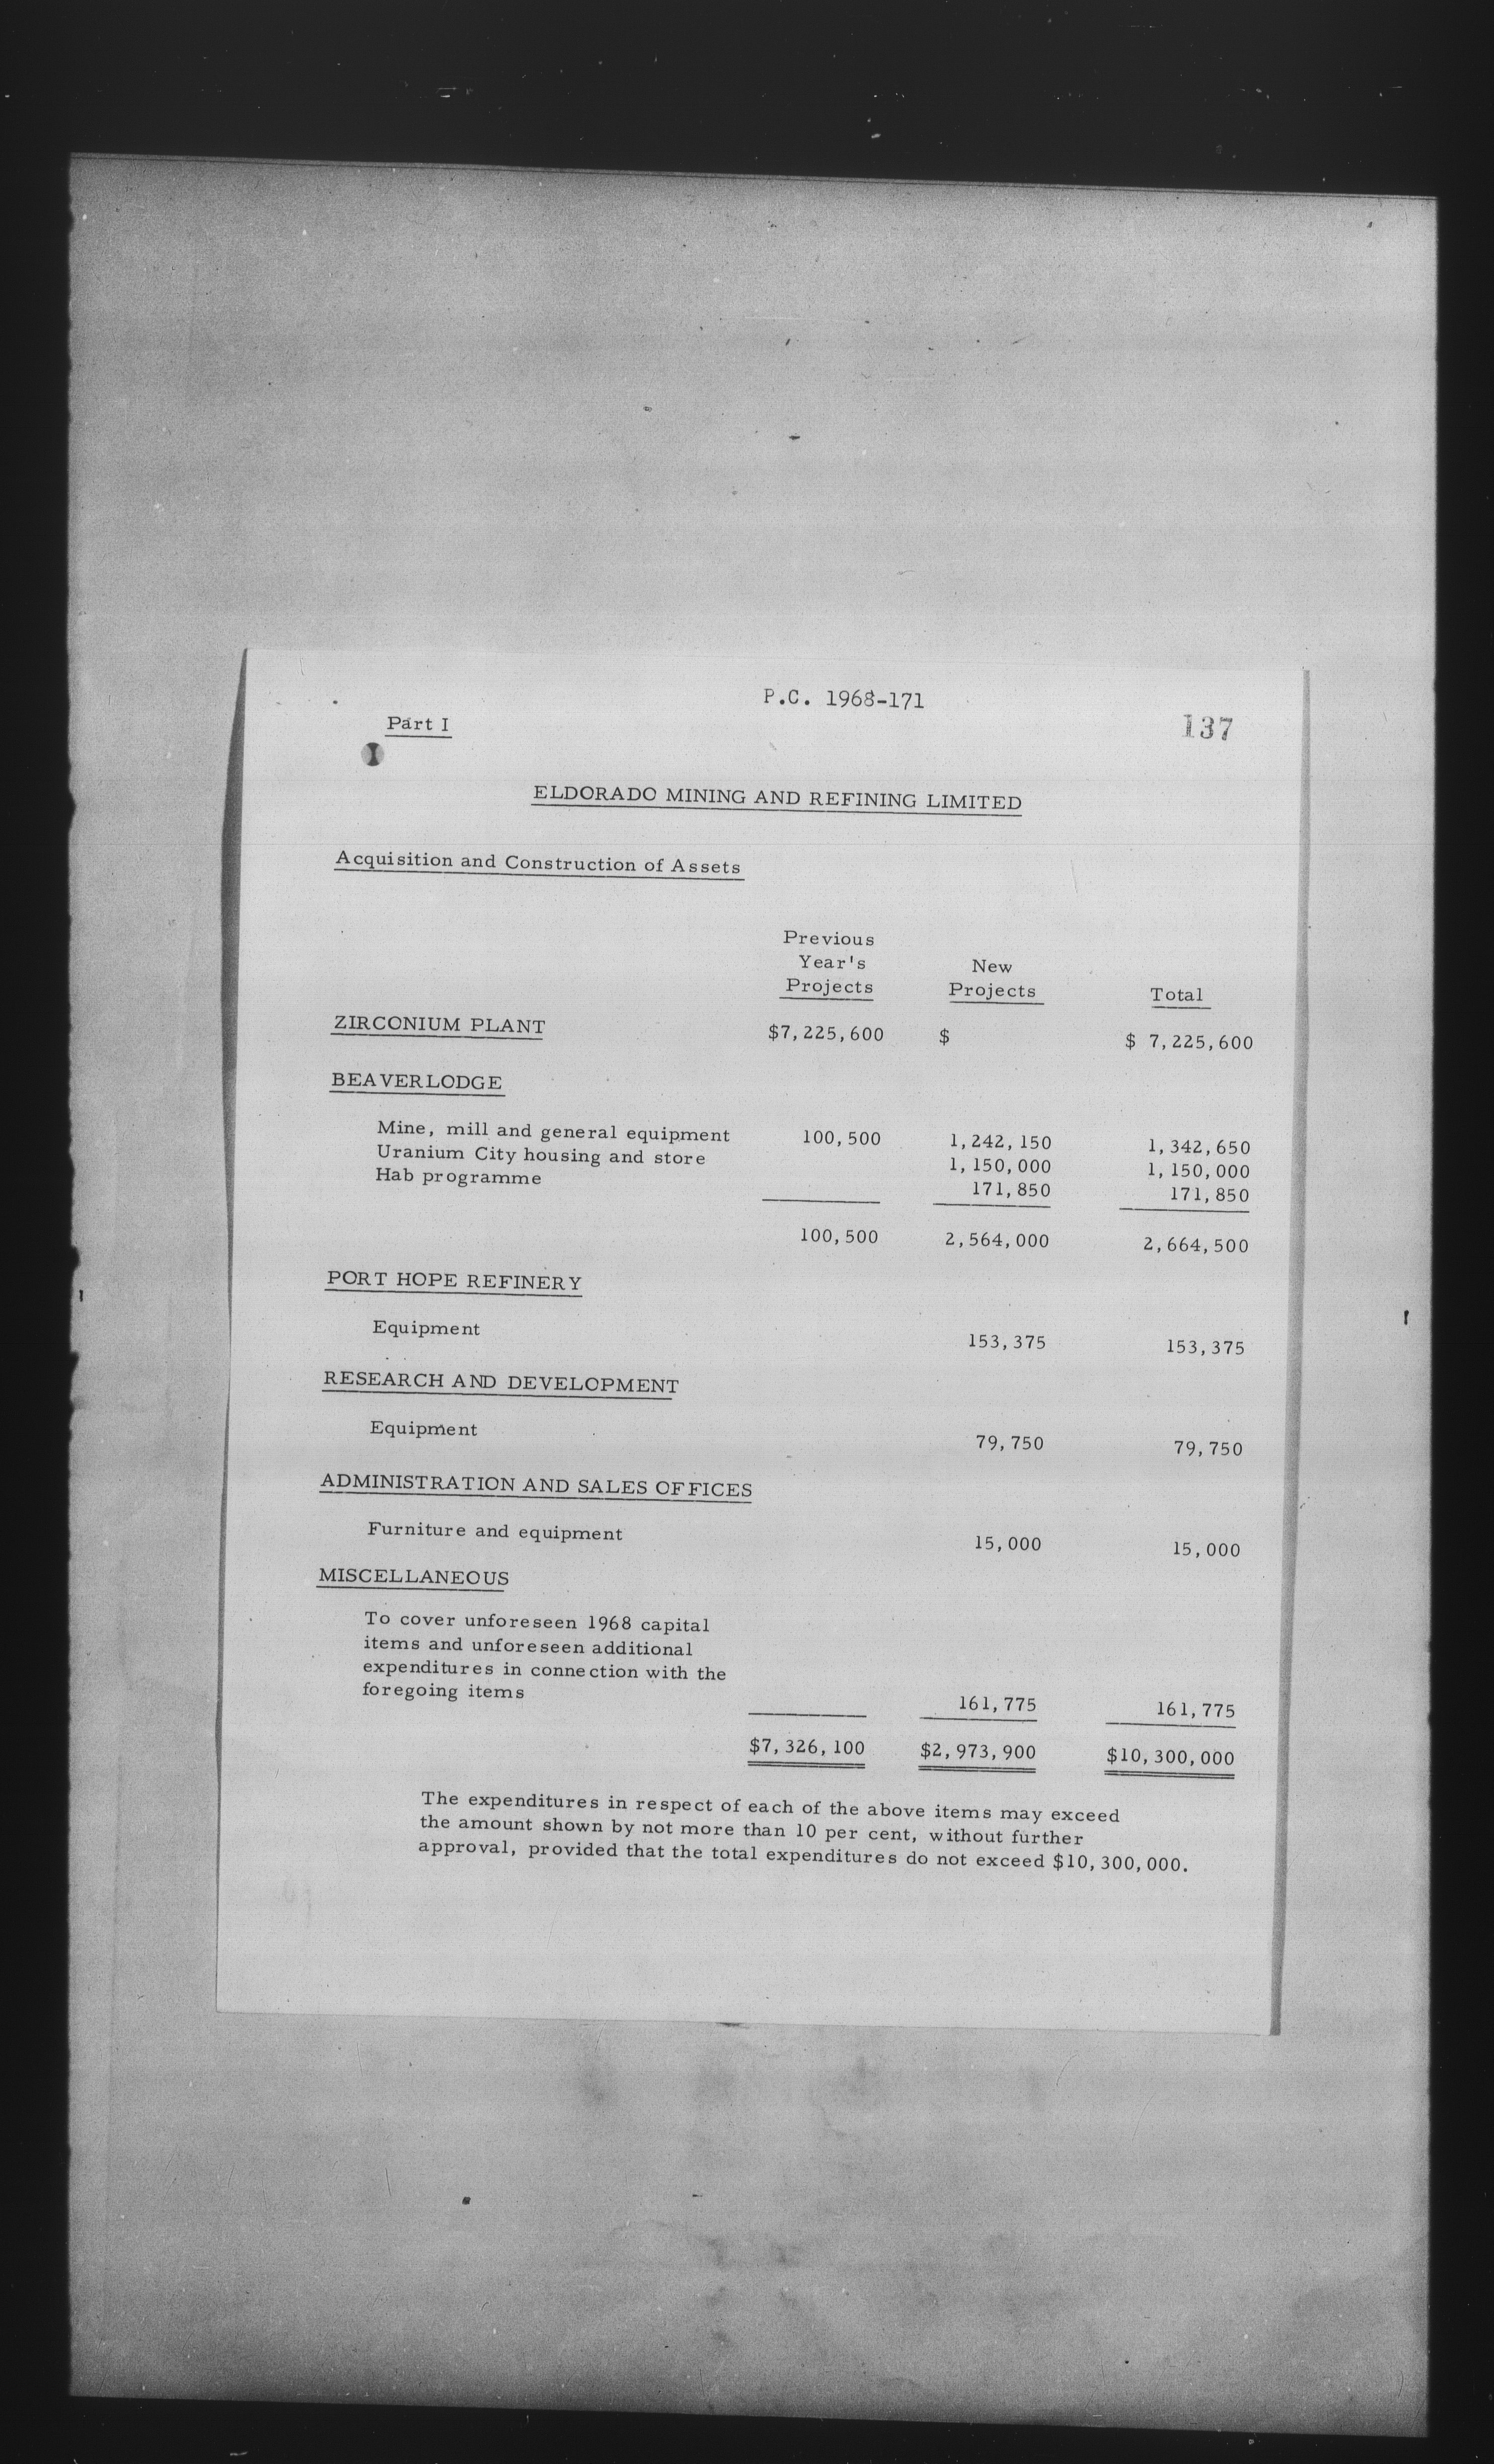 P.C. 1968-171
Part I
137
ELDORADO MINING AND REFINING LIMITED
Acquisition and Construction of Assets
Previous
Year's New
Projects Projects Total
ZIRCONIUM PLANT $7,225,600 $ $ 7,225,600
BEAVERLODGE
Mine, mill and general equipment 100,500 1,242,150 1,342,650
Uranium City housing and store 1,150,000 1,150,000
Hab programme 171,850 171,850
100,500 2,564,000 2,664,500
PORT HOPE REFINERY
Equipment 153,375 153,375
RESEARCH AND DEVELOPMENT
Equipment 79,750 79,750
ADMINISTRATION AND SALES OFFICES
Furniture and equipment 15,000 15,000
MISCELLANEOUS
To cover unforeseen 1968 capital
items and unforeseen additional
expenditures in connection with the
foregoing items 161,775 161,775
$7,326,100 $2,973,900 $10,300,000
The expenditures in respect of each of the above items may exceed
the amount shown by not more than 10 per cent, without further
approval, provided that the total expenditures do not exceed $10,300,000.